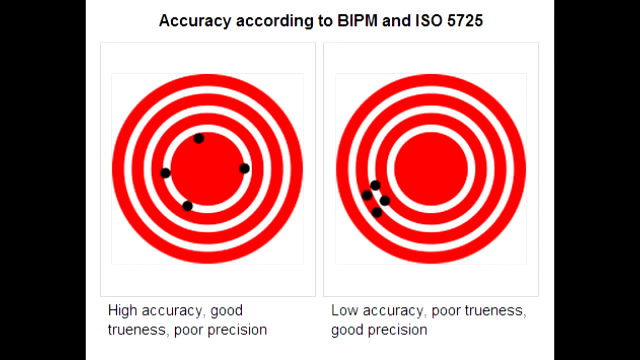 Accuracy according to BIPM and ISO 5725
High accuracy, good
trueness, poor precision
Low accuracy, poor trueness,
good precision